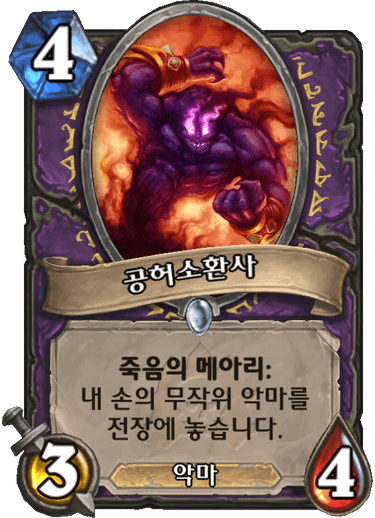 4
공허소환사
죽음의 메아리:
내 손의 무작위 악마를
전장에 놓습니다.
3
악마
4